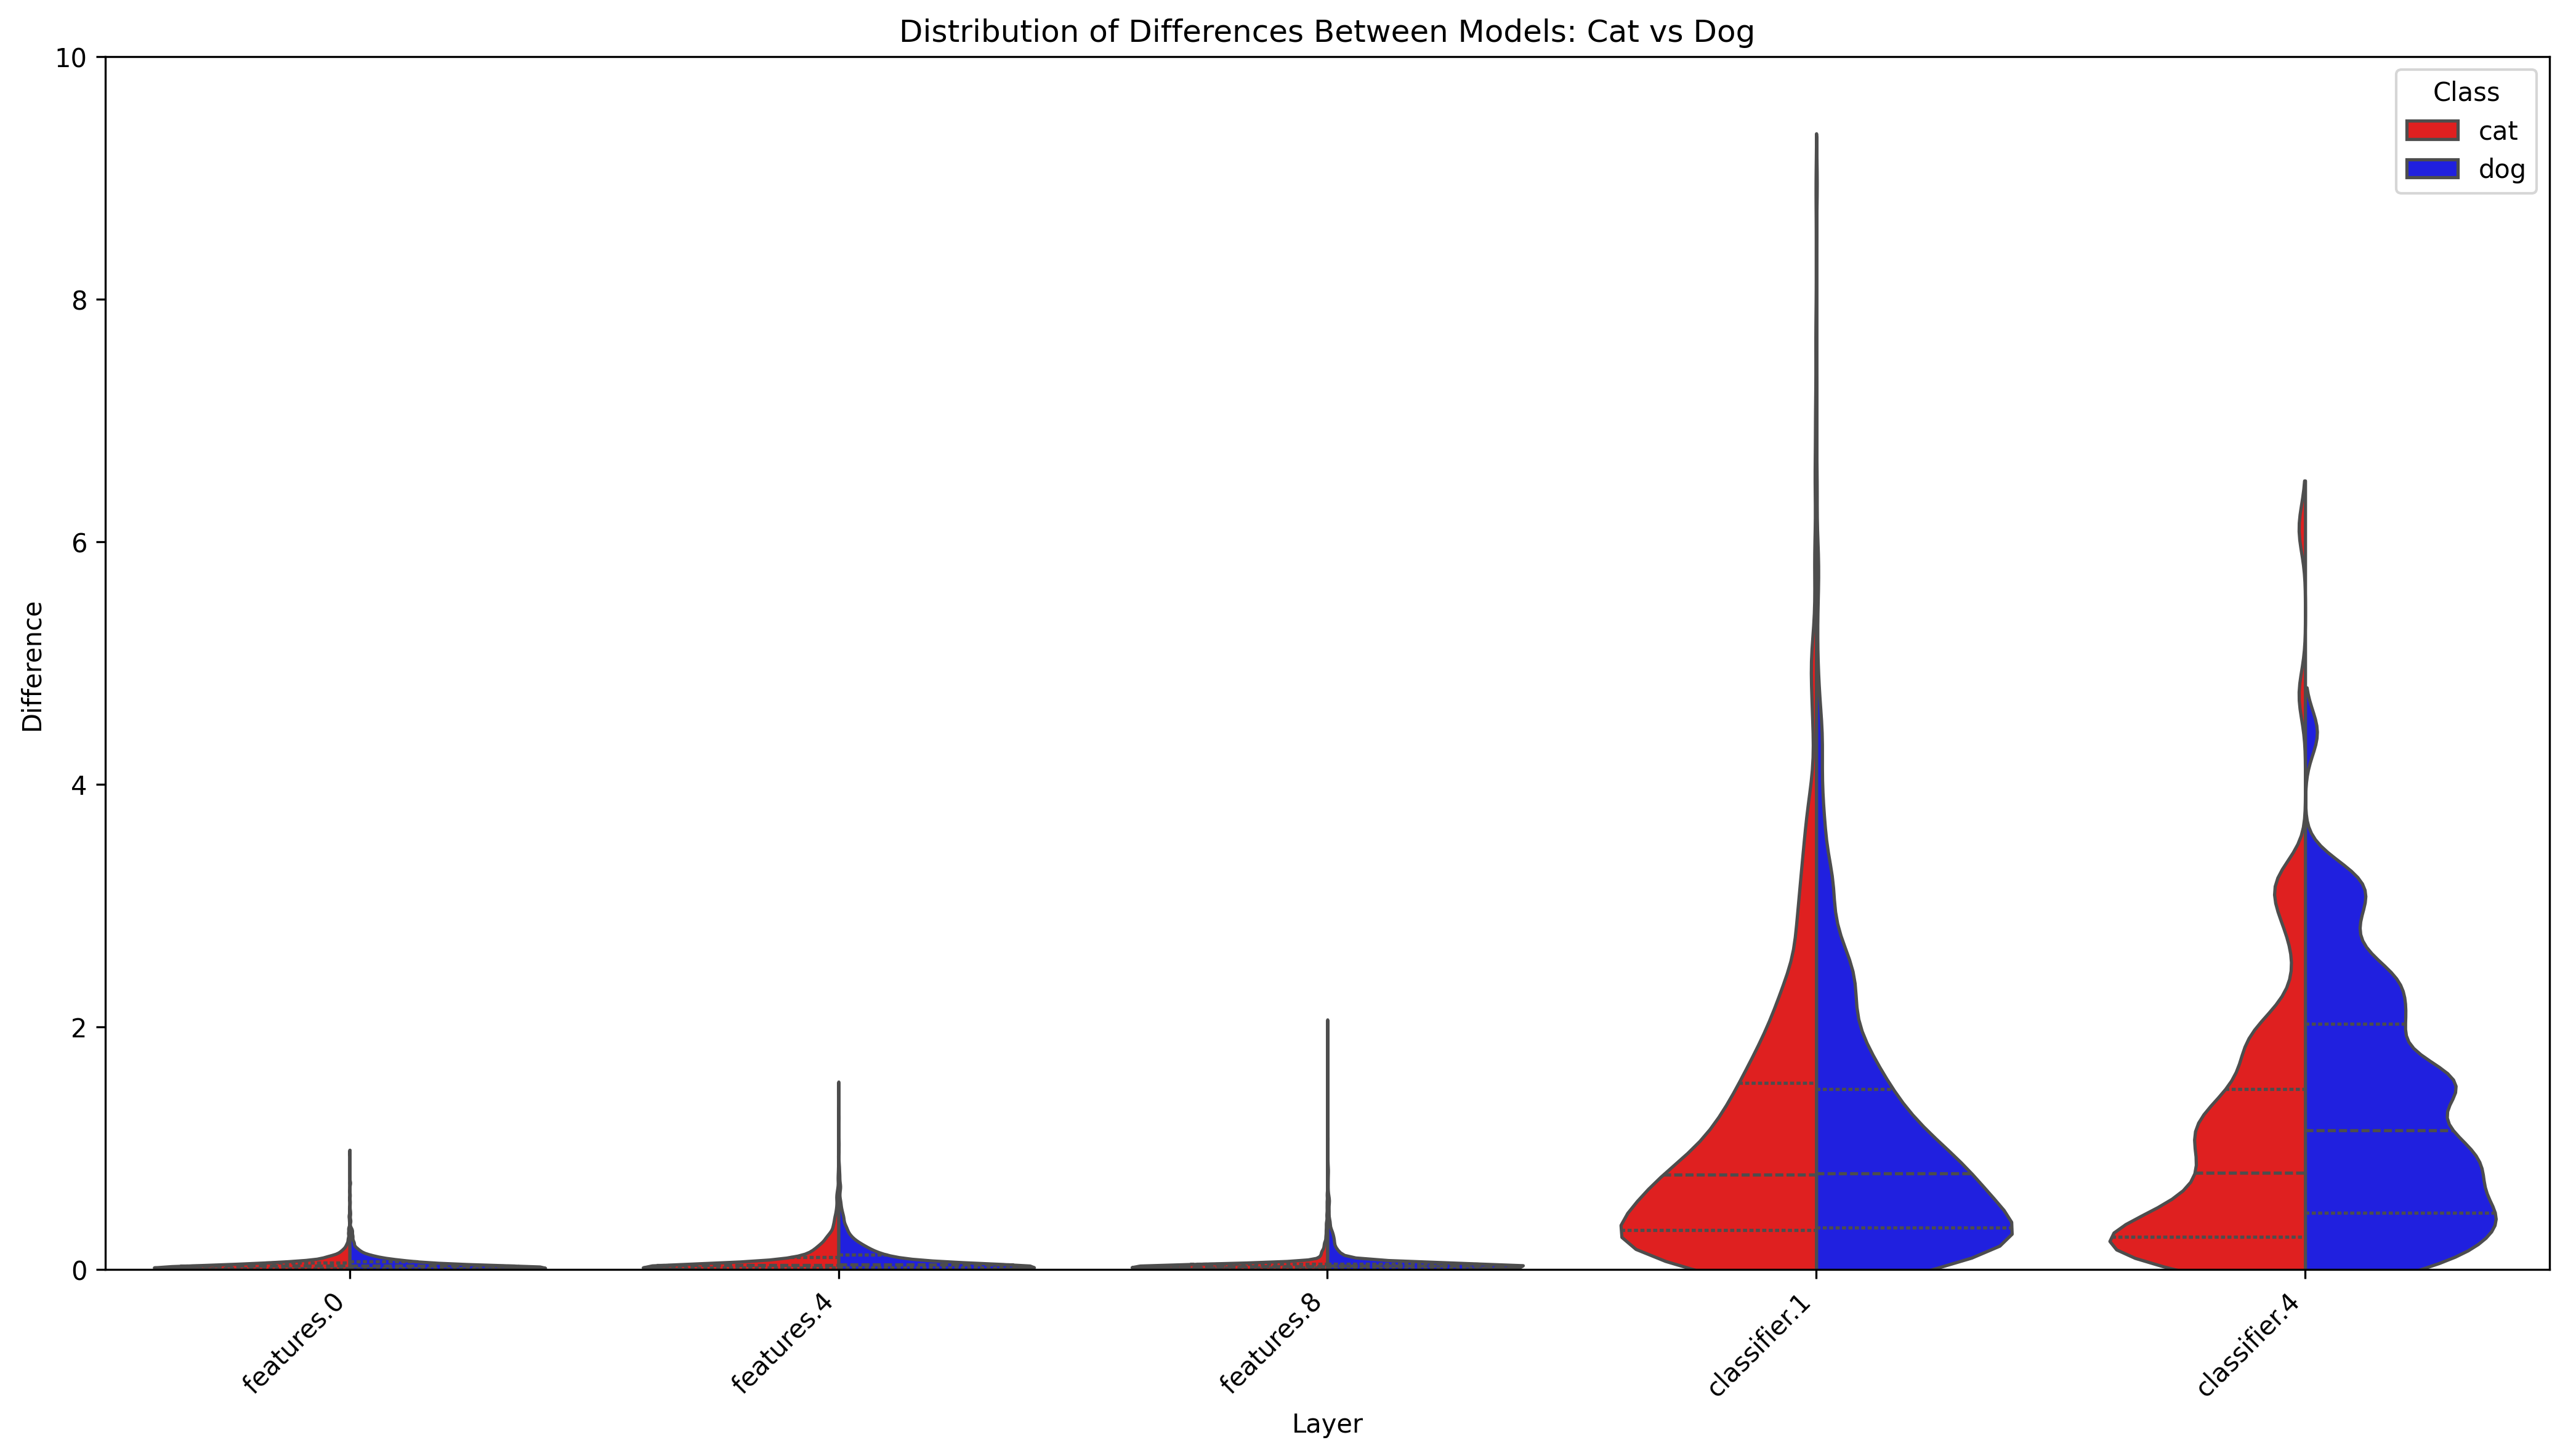 Distribution of Differences Between Models: Cat vs Dog
10
8
6
4
2
0
Difference
Class
cat
dog
features.0
features.4
features.8
classifier.1
classifier.4
Layer